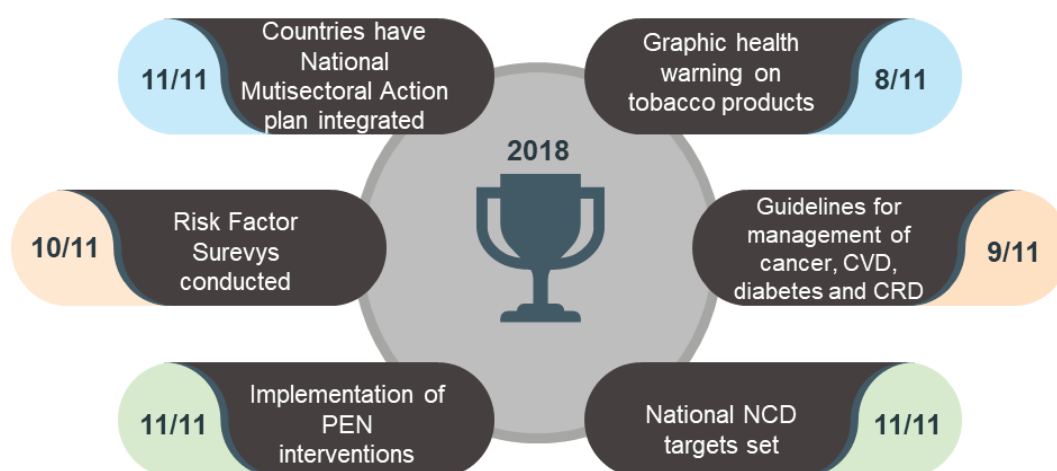 11/11
Countries have
National
Mutisectoral Action
plan integrated
Graphic health
warning on
tobacco products
8/11
2018
10/11
Risk Factor
Surevys
conducted
Guidelines for
management of
cancer, CVD,
diabetes and CRD
9/11
11/11
Implementation of
PEN
interventions
National NCD
targets set
11/11